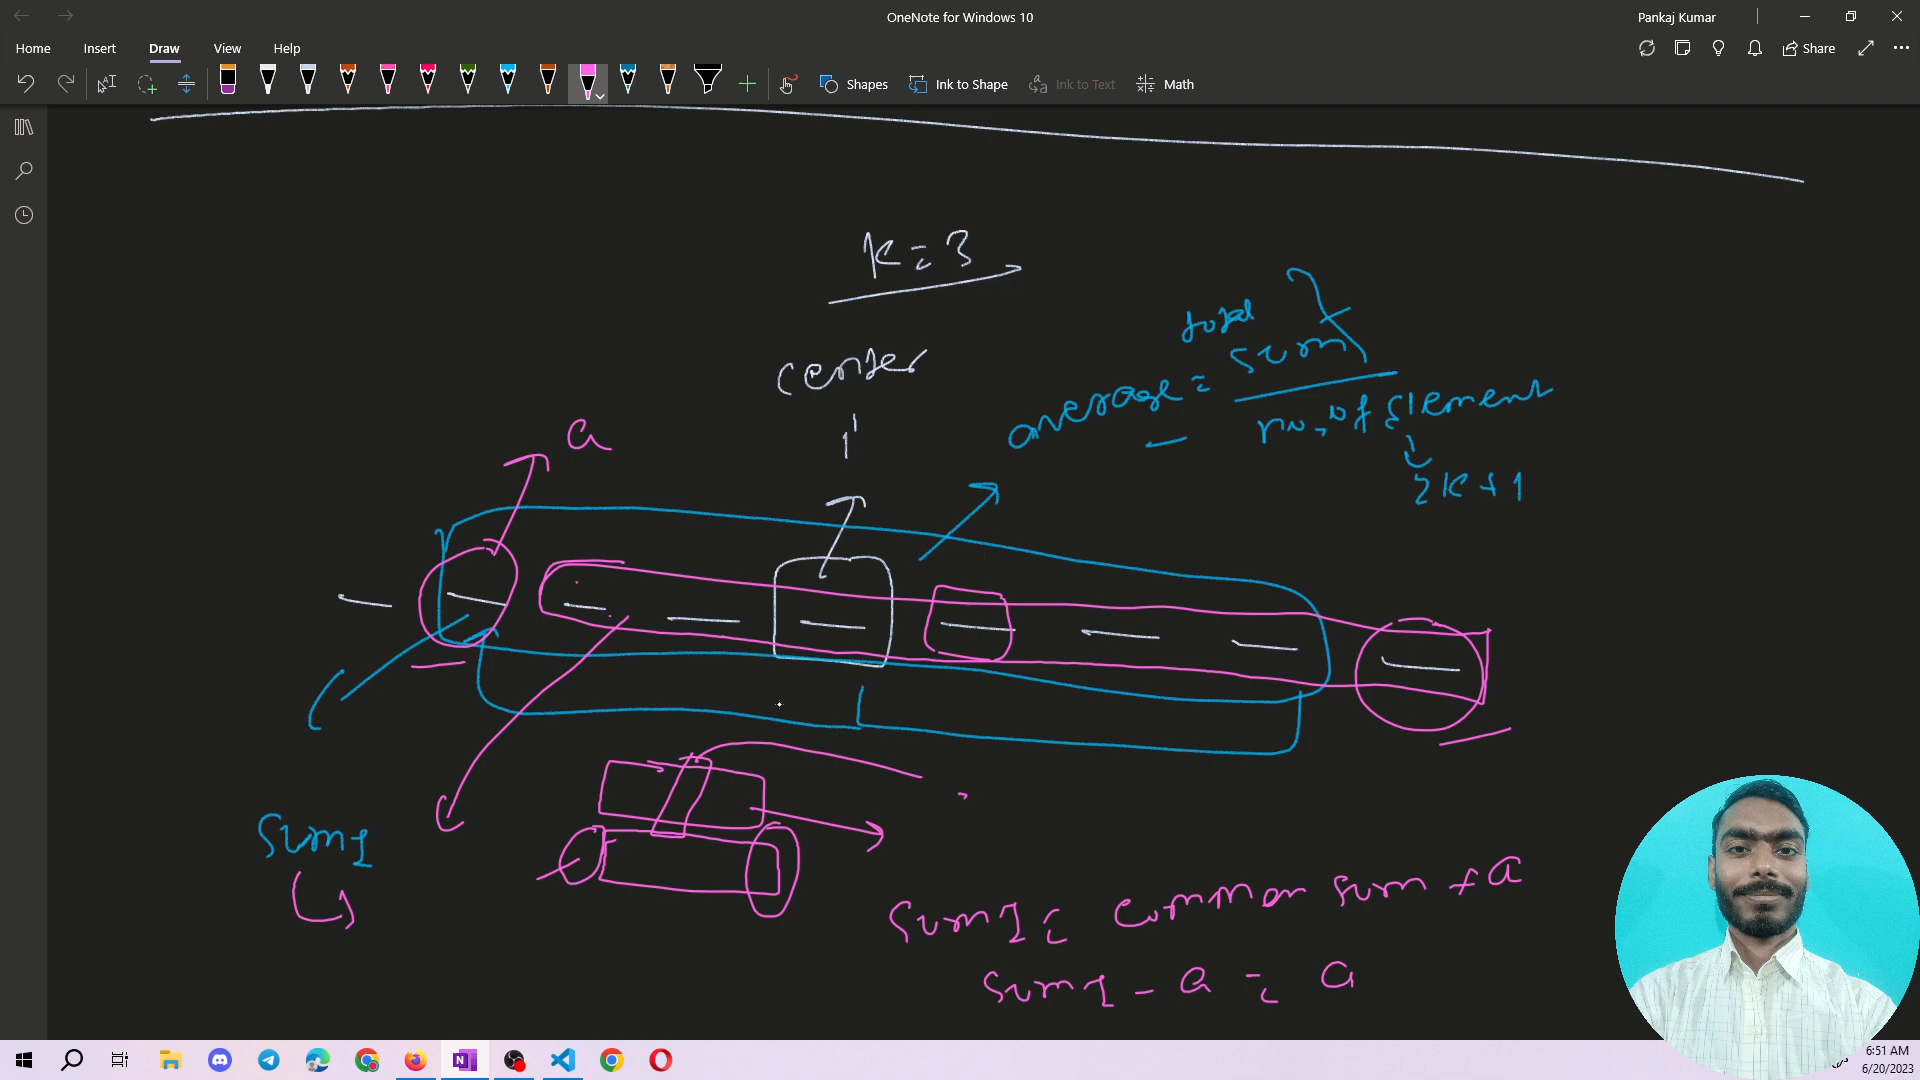 OneNote for Windows 10
Pankaj Kumar
Home Insert Draw View Help
Share
Shapes Ink to Shape Ink to Text Math
K = 3
center
i
total
sum
average =
no. of element
2K + 1
a
sum1
sum1 = common sum + a
sum1 - a = a
6:51 AM
6/20/2023